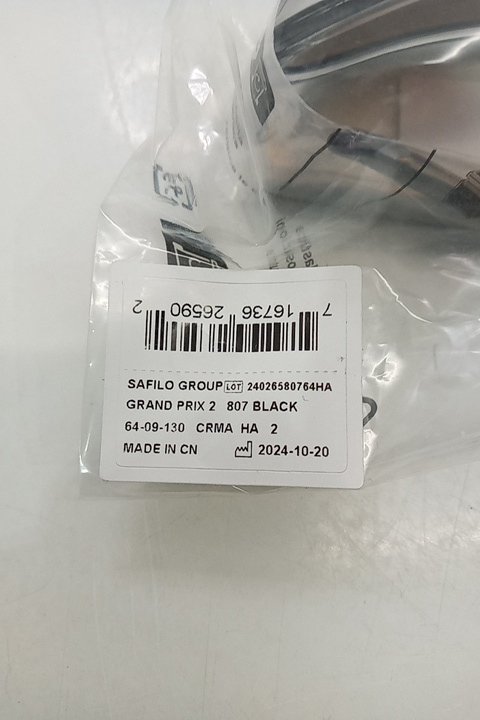 7 16736 26590 2
SAFILO GROUP LOT 24026580764HA
GRAND PRIX 2 807 BLACK
64-09-130 CRMA HA 2
MADE IN CN 2024-10-20